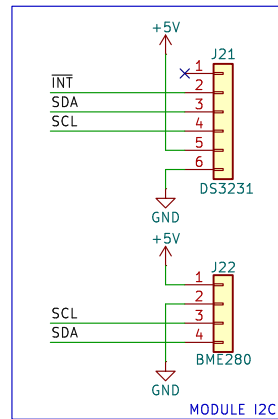 +5V
J21
1
INT 2
SDA 3
SCL 4
5
6
DS3231
GND
+5V
J22
1
2
SCL 3
SDA 4
BME280
GND
MODULE I2C